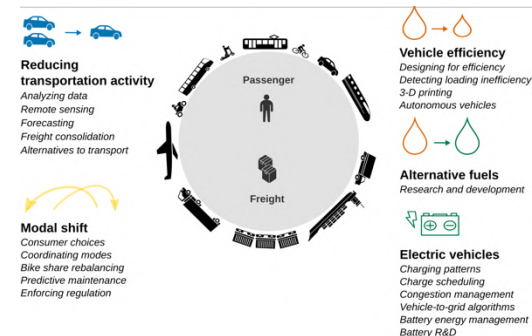 Reducing
transportation activity
Analyzing data
Remote sensing
Forecasting
Freight consolidation
Alternatives to transport
Modal shift
Consumer choices
Coordinating modes
Bike share rebalancing
Predictive maintenance
Enforcing regulation
Passenger
Freight
Vehicle efficiency
Designing for efficiency
Detecting loading inefficiency
3-D printing
Autonomous vehicles
Alternative fuels
Research and development
Electric vehicles
Charging patterns
Charge scheduling
Congestion management
Vehicle-to-grid algorithms
Battery energy management
Battery R&D